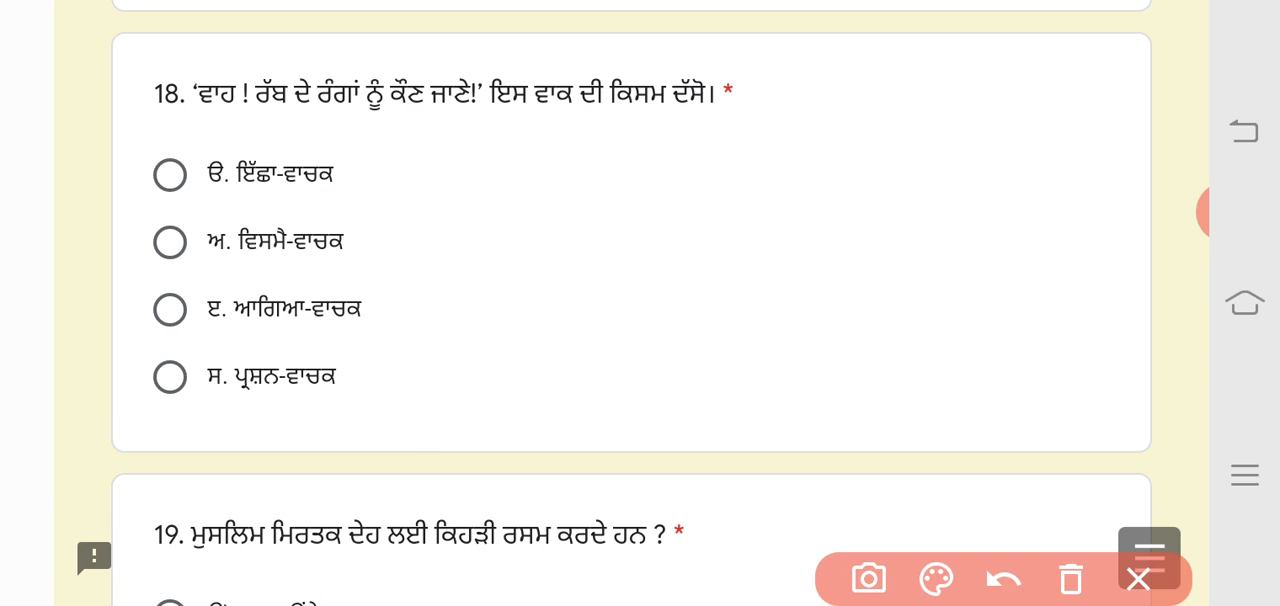 18. ‘ਵਾਹ ! ਰੱਬ ਦੇ ਰੰਗਾਂ ਨੂੰ ਕੌਣ ਜਾਣੇ!’ ਇਸ ਵਾਕ ਦੀ ਕਿਸਮ ਦੱਸੋ। *
ੳ. ਇੱਛਾ-ਵਾਚਕ
ਅ. ਵਿਸਮੈ-ਵਾਚਕ
ੲ. ਆਗਿਆ-ਵਾਚਕ
ਸ. ਪ੍ਰਸ਼ਨ-ਵਾਚਕ
19. ਮੁਸਲਿਮ ਮਿਰਤਕ ਦੇਹ ਲਈ ਕਿਹੜੀ ਰਸਮ ਕਰਦੇ ਹਨ ? *